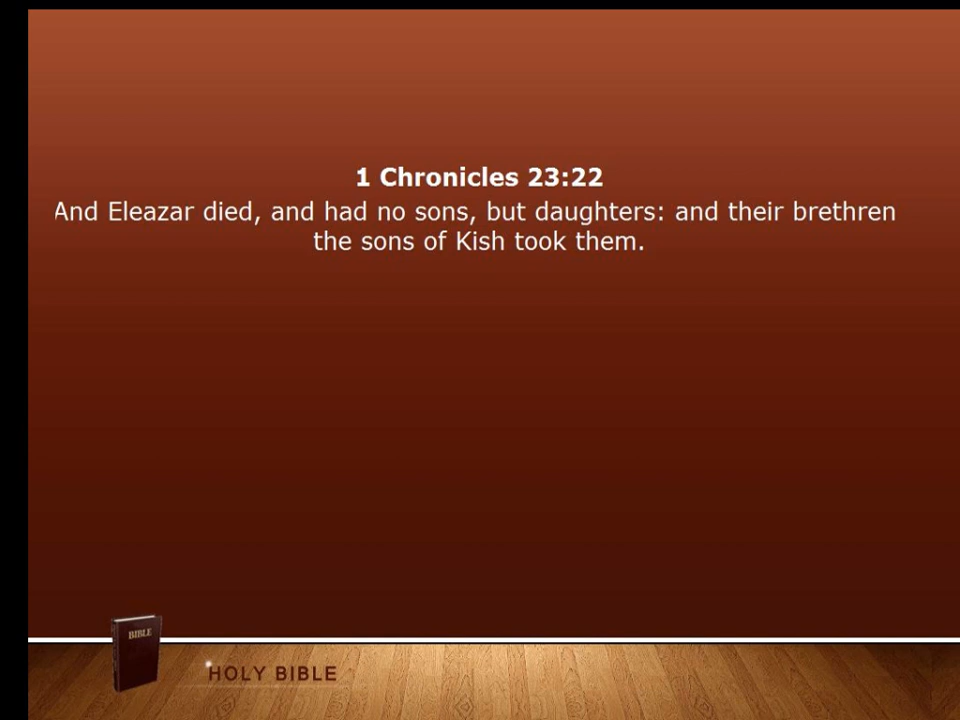 1 Chronicles 23:22
And Eleazar died, and had no sons, but daughters: and their brethren
the sons of Kish took them.
BIBLE
HOLY BIBLE